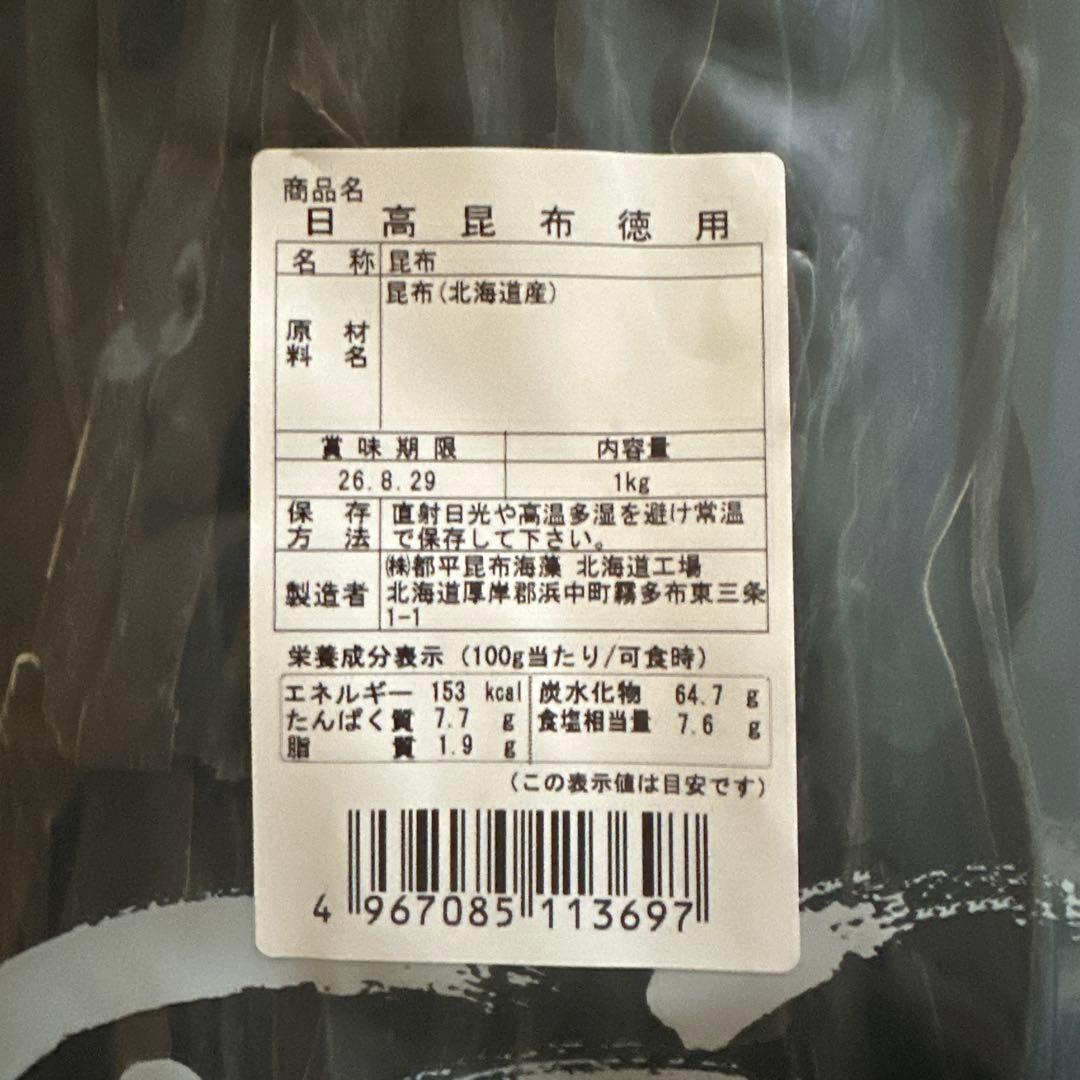 商品名
日高昆布徳用
名称 昆布
原材料名 昆布(北海道産)
賞味期限 内容量
26.8.29 1kg
保存方法 直射日光や高温多湿を避け常温
で保存して下さい。
製造者 ㈱都平昆布海藻 北海道工場
北海道厚岸郡浜中町霧多布東三条
1-1
栄養成分表示 (100g当たり/可食時)
エネルギー 153 kcal 炭水化物 64.7 g
たんぱく質 7.7 g 食塩相当量 7.6 g
脂質 1.9 g
(この表示値は目安です)
4 967085 113697